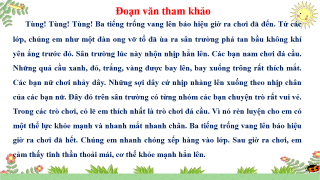 Đoạn văn tham khảo
Tùng! Tùng! Tùng! Ba tiếng trống vang lên báo hiệu giờ ra chơi đã đến. Từ các
lớp, chúng em như một đàn ong vỡ tổ đã ùa ra sân trường phá tan bầu không khí
yên ắng trước đó. Sân trường lúc này nhộn nhịp hẳn lên. Các bạn nam chơi đá cầu.
Những quả cầu xanh, đỏ, trắng, vàng được bay lên, bay xuống trông rất thích mắt.
Các bạn nữ chơi nhảy dây. Những sợi dây cứ nhịp nhàng lên xuống theo nhịp chân
của các bạn nữ. Đây đó trên sân trường có từng nhóm các bạn chuyện trò rất vui vẻ.
Trong các trò chơi, có lẽ em thích nhất là trò chơi đá cầu. Vì nó rèn luyện cho em có
một thể lực khỏe mạnh và nhanh mắt nhanh chân. Ba tiếng trống vang lên báo hiệu
giờ ra chơi đã hết. Chúng em nhanh chóng xếp hàng vào lớp. Sau giờ ra chơi, em
cảm thấy tinh thần thoải mái, cơ thể khỏe mạnh hẳn lên.